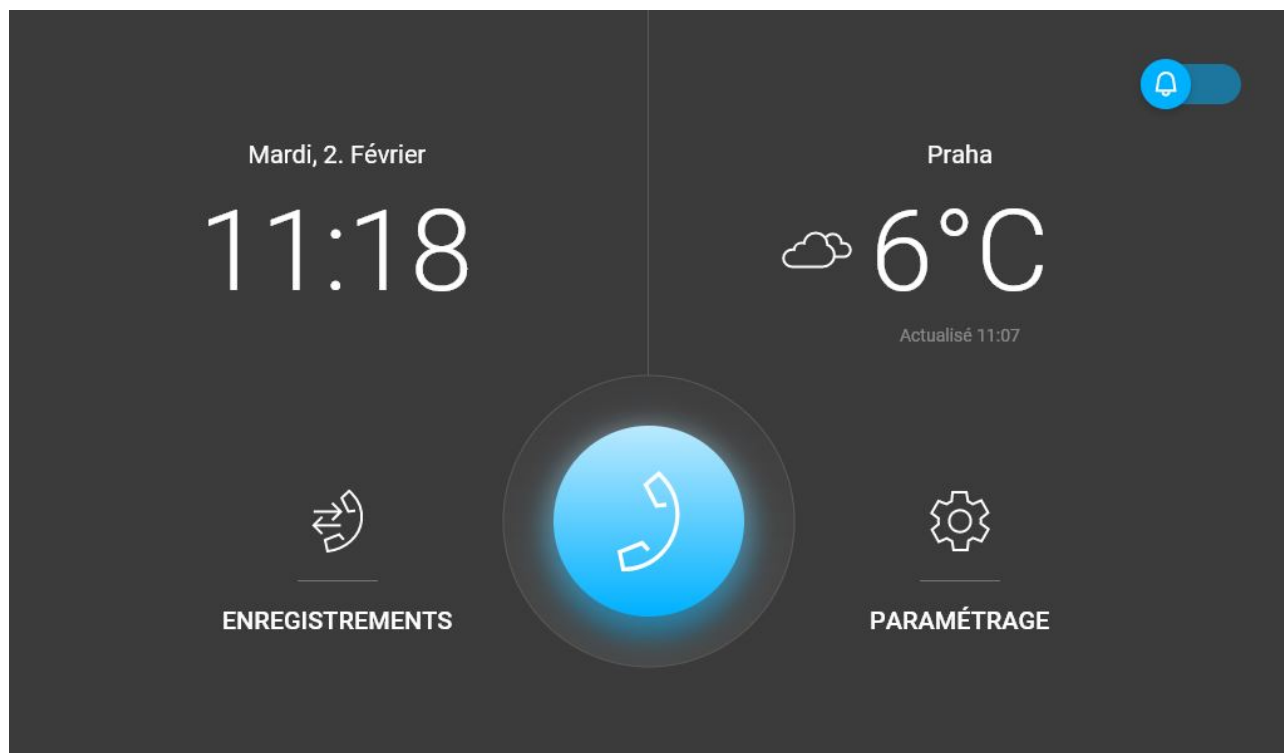 Mardi, 2. Février
11:18
Praha
6°C
Actualisé 11:07
ENREGISTREMENTS
PARAMÉTRAGE